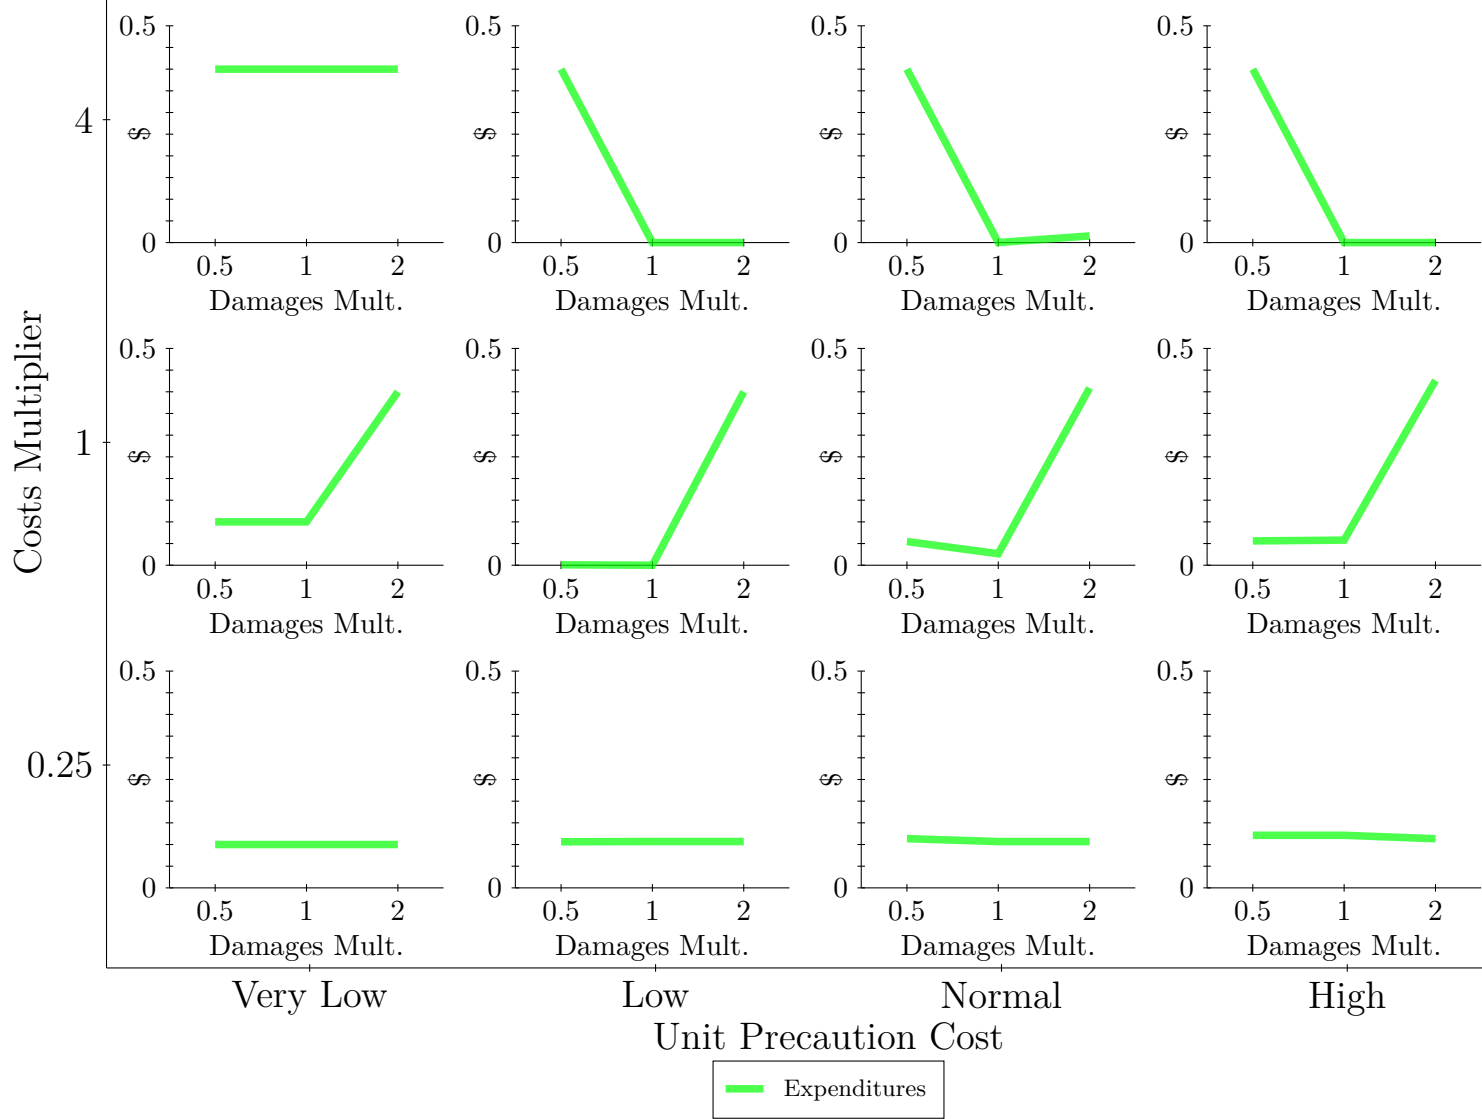 0.5 0.5 0.5 0.5
4 $ $ $ $
0 0 0 0
0.5 1 2 0.5 1 2 0.5 1 2 0.5 1 2
Damages Mult. Damages Mult. Damages Mult. Damages Mult.
Costs Multiplier
0.5 0.5 0.5 0.5
1 $ $ $ $
0 0 0 0
0.5 1 2 0.5 1 2 0.5 1 2 0.5 1 2
Damages Mult. Damages Mult. Damages Mult. Damages Mult.
0.5 0.5 0.5 0.5
0.25 $ $ $ $
0 0 0 0
0.5 1 2 0.5 1 2 0.5 1 2 0.5 1 2
Damages Mult. Damages Mult. Damages Mult. Damages Mult.
Very Low Low Normal High
Unit Precaution Cost
Expenditures